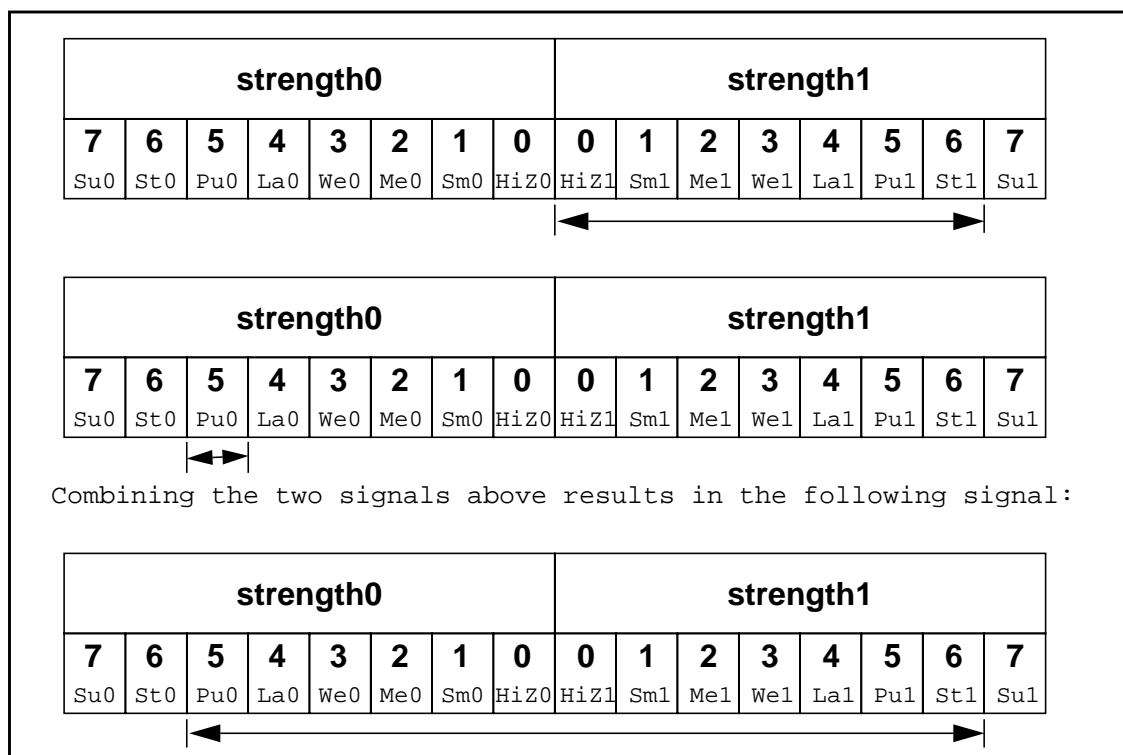 strength0 strength1
7 6 5 4 3 2 1 0 0 1 2 3 4 5 6 7
Su0 St0 Pu0 La0 We0 Me0 Sm0 HiZ0 HiZ1 Sm1 Me1 We1 La1 Pu1 St1 Su1
strength0 strength1
7 6 5 4 3 2 1 0 0 1 2 3 4 5 6 7
Su0 St0 Pu0 La0 We0 Me0 Sm0 HiZ0 HiZ1 Sm1 Me1 We1 La1 Pu1 St1 Su1
Combining the two signals above results in the following signal:
strength0 strength1
7 6 5 4 3 2 1 0 0 1 2 3 4 5 6 7
Su0 St0 Pu0 La0 We0 Me0 Sm0 HiZ0 HiZ1 Sm1 Me1 We1 La1 Pu1 St1 Su1